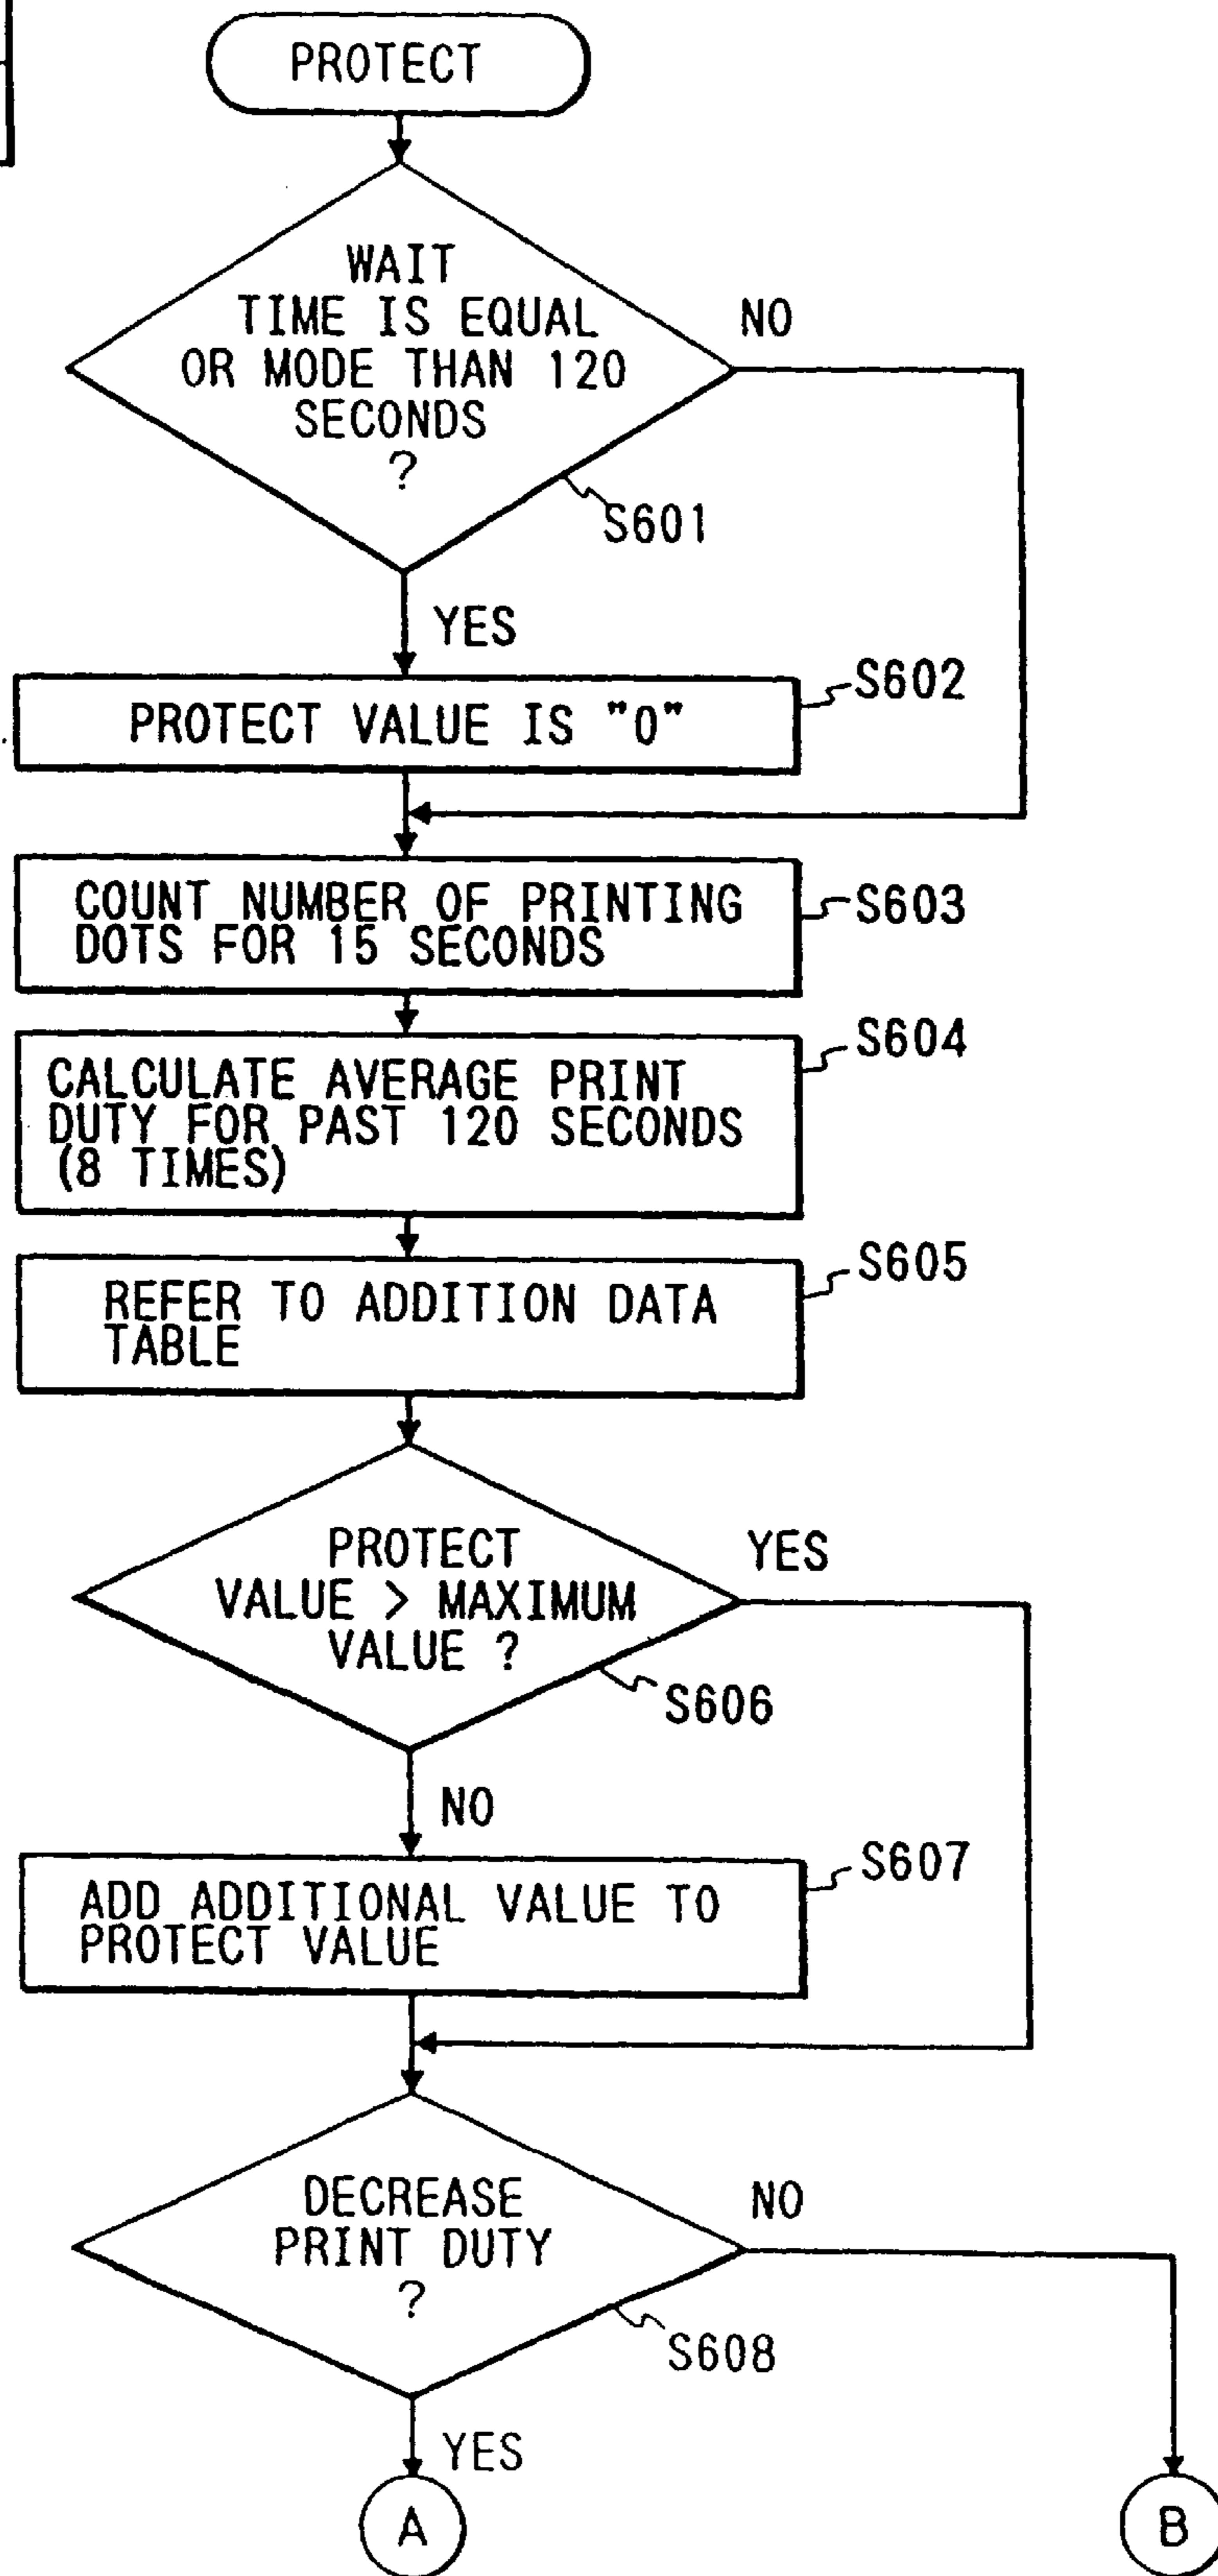 PROTECT
WAIT
TIME IS EQUAL
OR MODE THAN 120
SECONDS
?
NO
S601
YES
S602
PROTECT VALUE IS "0"
S603
COUNT NUMBER OF PRINTING
DOTS FOR 15 SECONDS
S604
CALCULATE AVERAGE PRINT
DUTY FOR PAST 120 SECONDS
(8 TIMES)
S605
REFER TO ADDITION DATA
TABLE
PROTECT
VALUE > MAXIMUM
VALUE ?
YES
S606
NO
S607
ADD ADDITIONAL VALUE TO
PROTECT VALUE
DECREASE
PRINT DUTY
?
NO
S608
YES
A
B